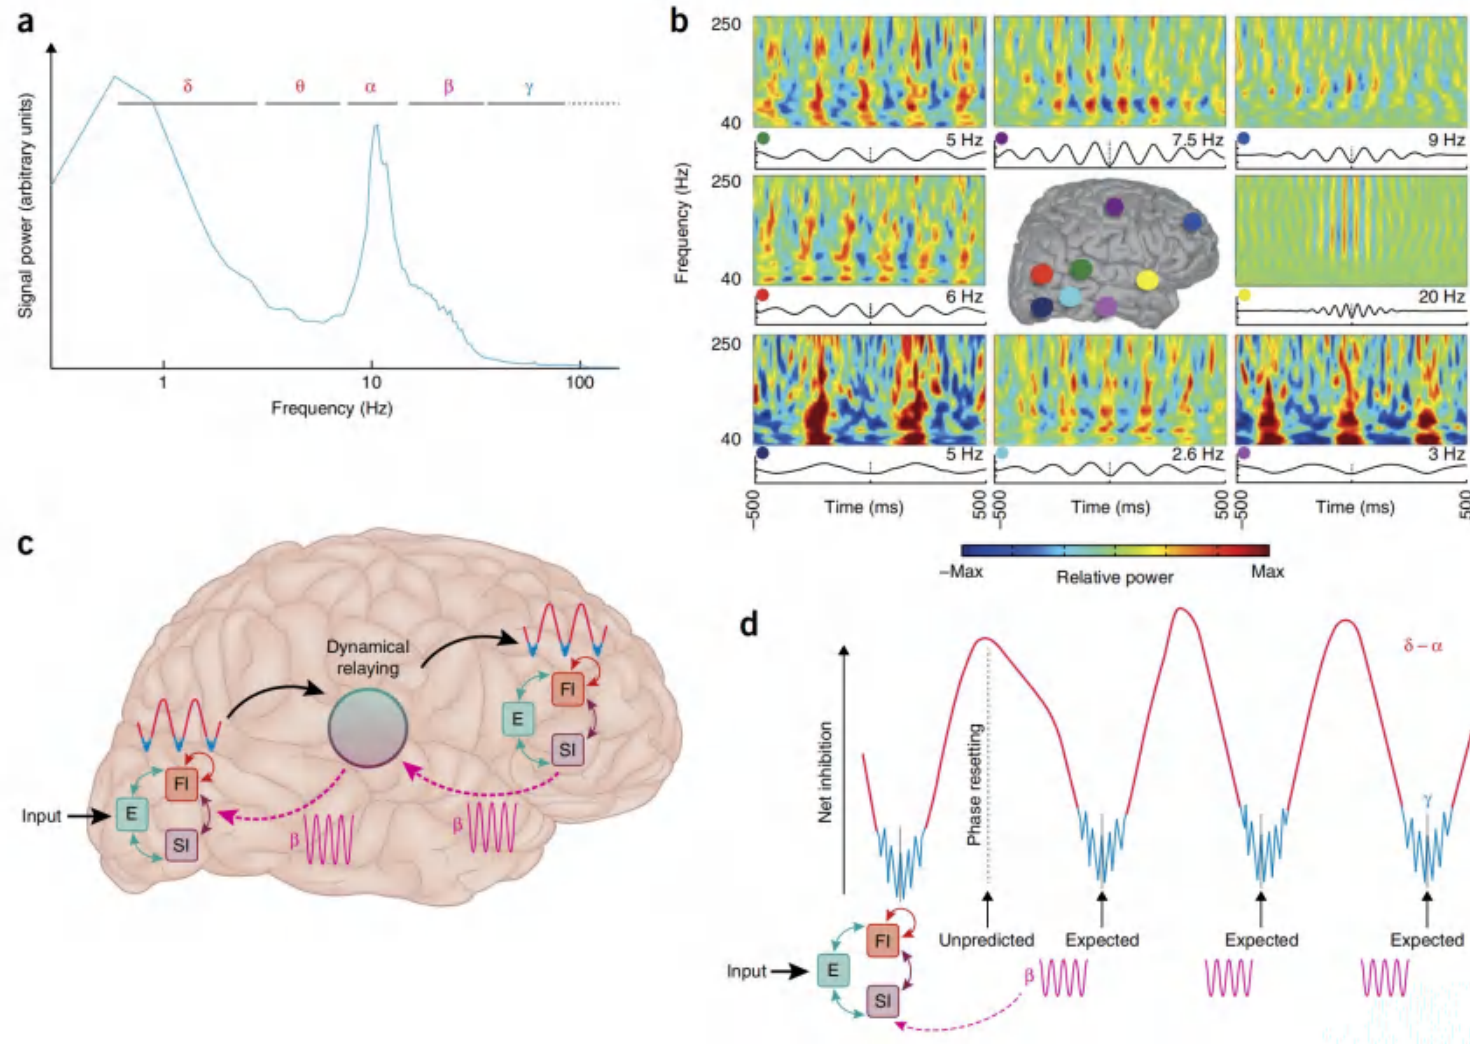 a
Signal power (arbitrary units)
δ θ α β γ
1 10 100
Frequency (Hz)
b
Frequency (Hz)
250
40
5 Hz
7.5 Hz
9 Hz
250
40
6 Hz
20 Hz
250
40
5 Hz
2.6 Hz
3 Hz
–500 Time (ms) 500
–500 Time (ms) 500
–500 Time (ms) 500
–Max Relative power Max
c
Dynamical
relaying
FI
E
SI
FI
Input E
SI
β
β
d
δ – α
Net inhibition
Phase resetting
γ
Unpredicted Expected Expected Expected
FI
Input E
SI
β